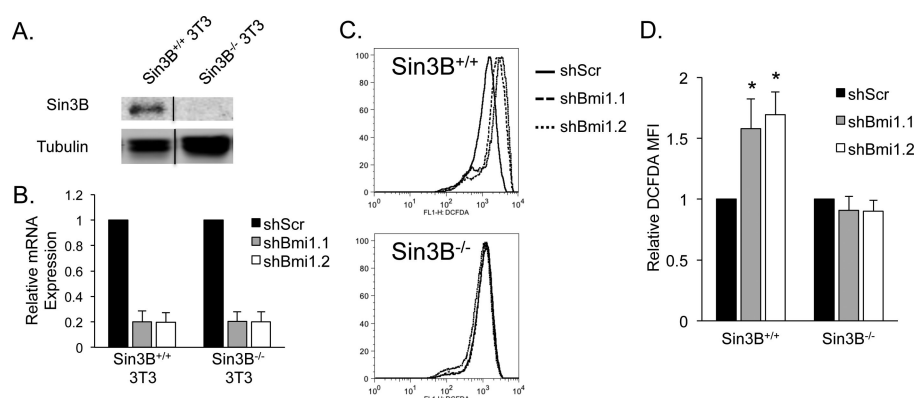 A.
Sin3B+/+ 3T3
Sin3B-/- 3T3
Sin3B
Tubulin
B.
Relative mRNA
Expression
1.2
1
0.8
0.6
0.4
0.2
0
shScr
shBmi1.1
shBmi1.2
Sin3B+/+
3T3
Sin3B-/-
3T3
C.
Sin3B+/+
100
80
60
40
20
0
10^0 10^1 10^2 10^3 10^4
FL1-H: DCFDA
shScr
shBmi1.1
shBmi1.2
Sin3B-/-
100
80
60
40
20
0
10^0 10^1 10^2 10^3 10^4
FL1-H: DCFDA
D.
Relative DCFDA MFI
2
1.5
1
0.5
0
* *
shScr
shBmi1.1
shBmi1.2
Sin3B+/+ Sin3B-/-